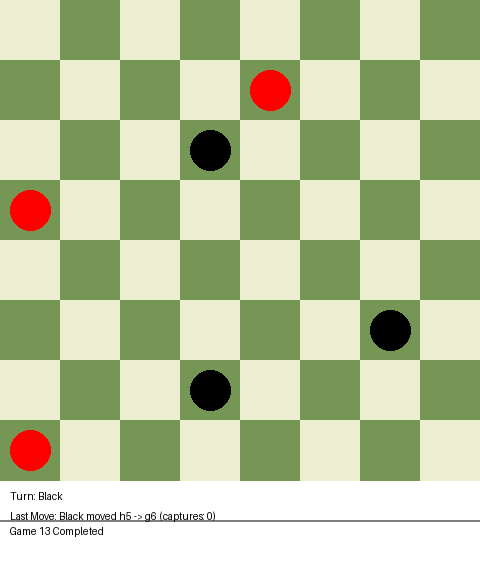 Turn: Black
Last Move: Black moved h5 -> g6 (captures: 0)
Game 13 Completed